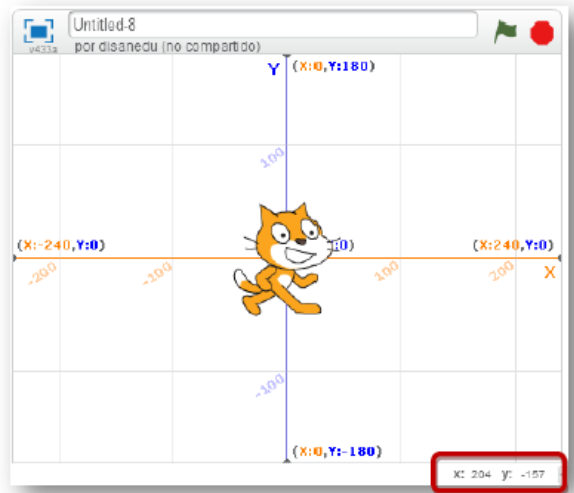 Untitled-8
v433a
por disanedu (no compartido)
Y (X:0,Y:180)
100
(X:-240,Y:0) :0) (X:240,Y:0)
-200 -100 100 200 X
-100
(X:0,Y:-180)
x: 204 y: -157